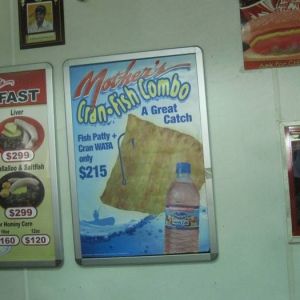 FAST
Liver
$299
allaloo & Saltfish
$299
160
$120
Mother's
Cran-Fish Combo
A Great
Catch
Fish Patty +
Cran WATA
only
$215